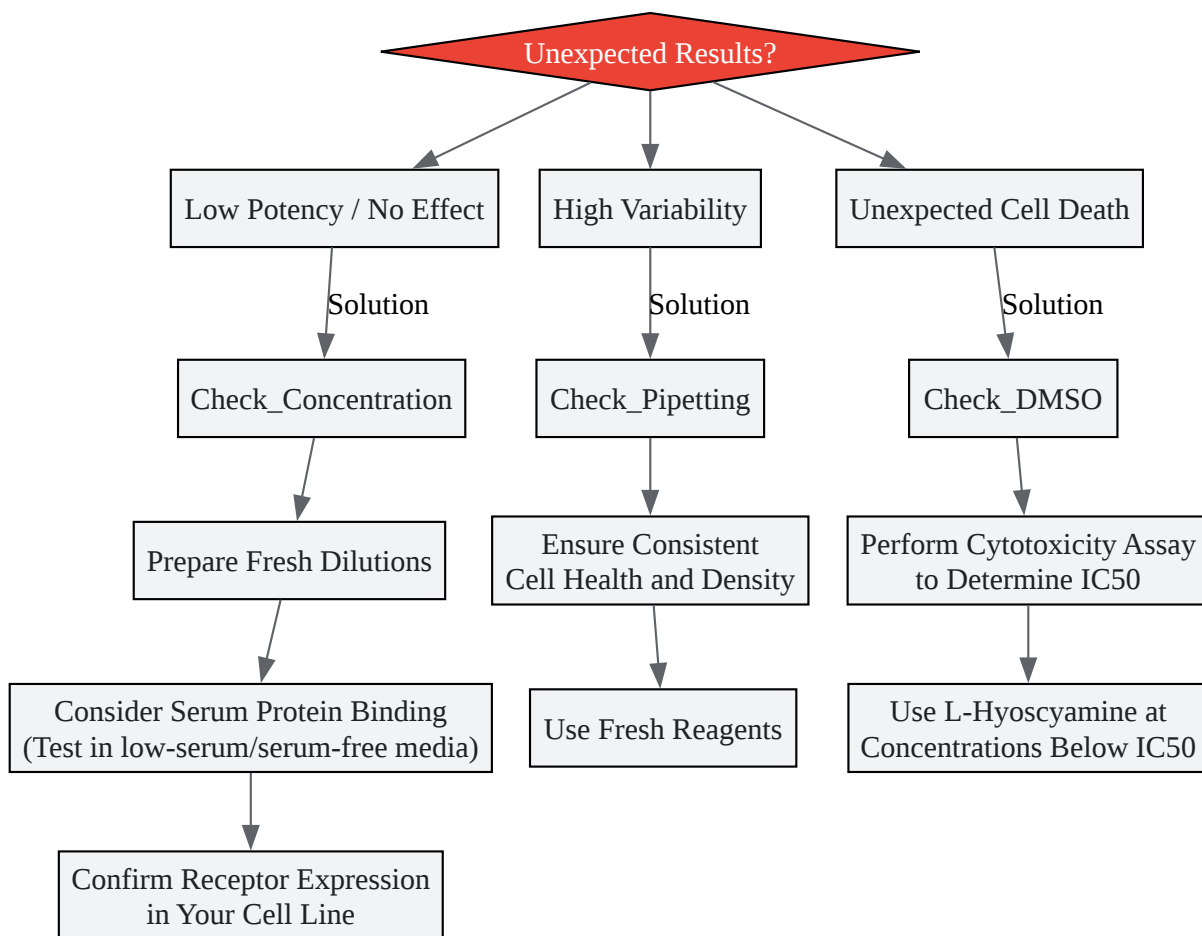 Unexpected Results?
Low Potency / No Effect
High Variability
Unexpected Cell Death
Solution
Solution
Solution
Check_Concentration
Check_Pipetting
Check_DMSO
Prepare Fresh Dilutions
Ensure Consistent
Cell Health and Density
Perform Cytotoxicity Assay
to Determine IC50
Consider Serum Protein Binding
(Test in low-serum/serum-free media)
Use Fresh Reagents
Use L-Hyoscyamine at
Concentrations Below IC50
Confirm Receptor Expression
in Your Cell Line